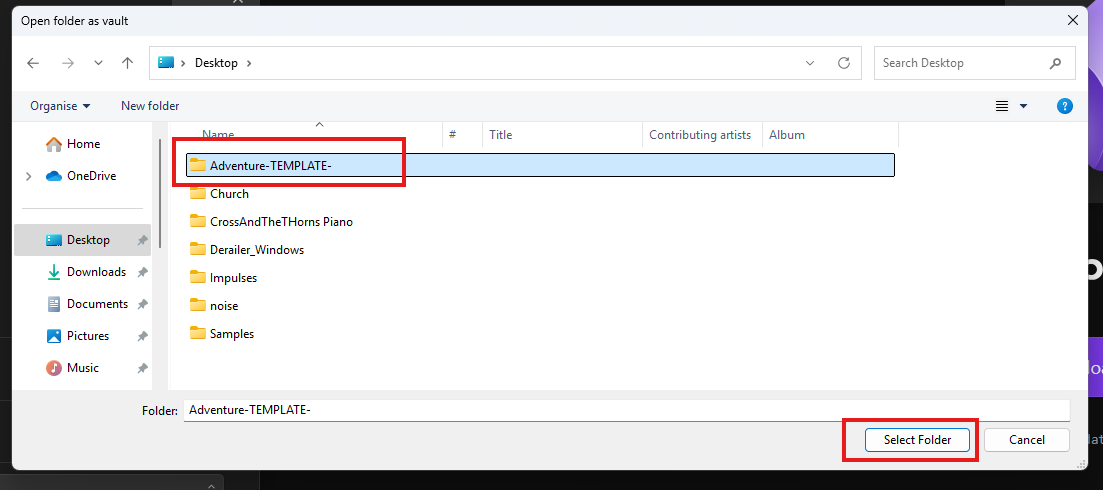 Open folder as vault
Desktop
Search Desktop
Organise
New folder
Name
#
Title
Contributing artists
Album
Home
OneDrive
Desktop
Downloads
Documents
Pictures
Music
Adventure-TEMPLATE-
Church
CrossAndTheTHorns Piano
Derailer_Windows
Impulses
noise
Samples
Folder:
Adventure-TEMPLATE-
Select Folder
Cancel